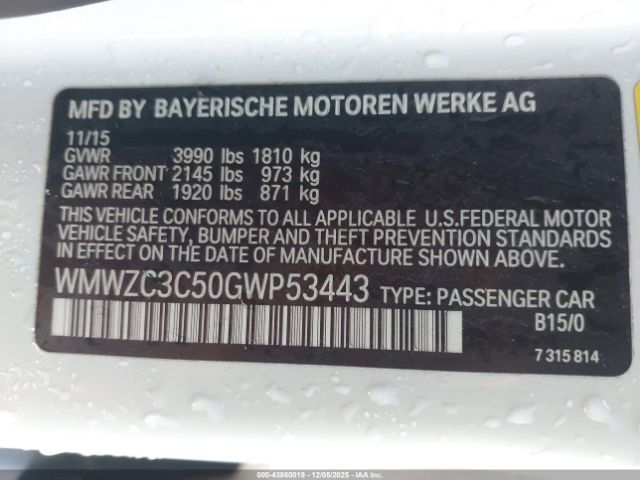 MFD BY BAYERISCHE MOTOREN WERKE AG
11/15
GVWR 3990 lbs 1810 kg
GAWR FRONT 2145 lbs 973 kg
GAWR REAR 1920 lbs 871 kg
THIS VEHICLE CONFORMS TO ALL APPLICABLE U.S.FEDERAL MOTOR
VEHICLE SAFETY, BUMPER AND THEFT PREVENTION STANDARDS
IN EFFECT ON THE DATE OF MANUFACTURE SHOWN ABOVE.
WMWZC3C50GWP53443 TYPE: PASSENGER CAR
B15/0
7 315 814
000-43860019 - 12/05/2025 - IAAI.COM